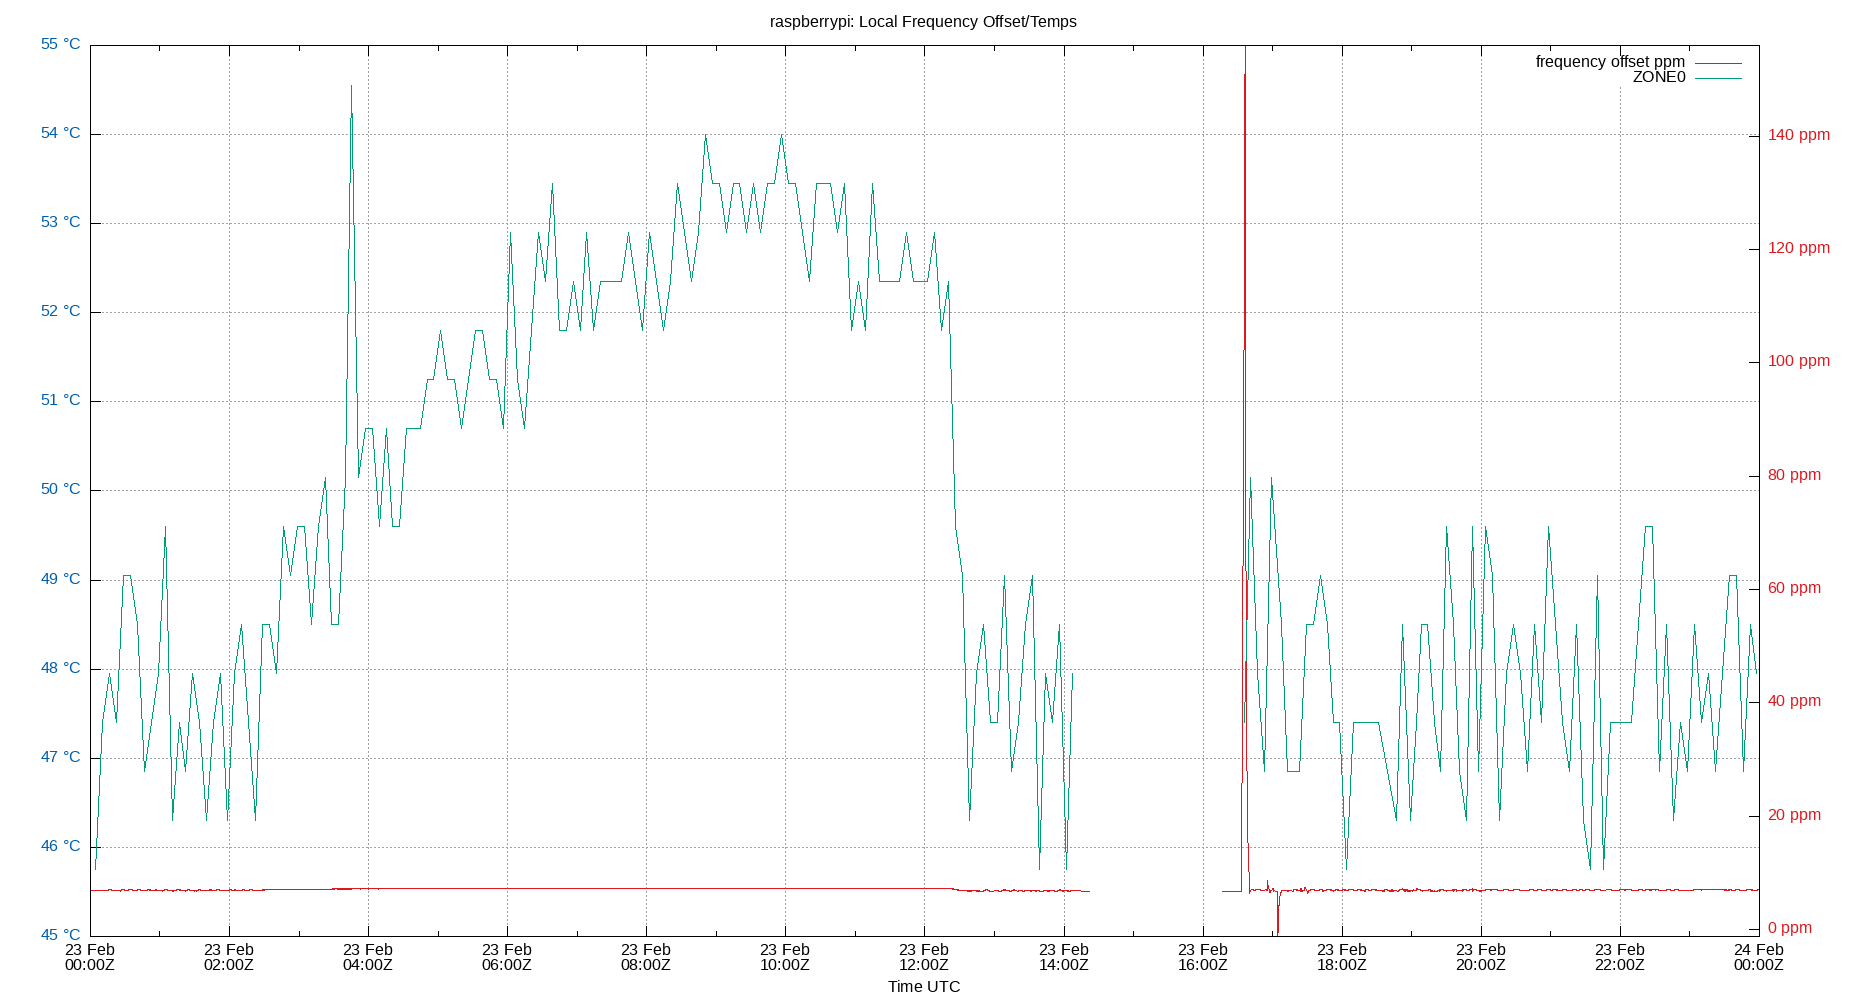 raspberrypi: Local Frequency Offset/Temps
55 °C
54 °C
53 °C
52 °C
51 °C
50 °C
49 °C
48 °C
47 °C
46 °C
45 °C
frequency offset ppm
ZONE0
140 ppm
120 ppm
100 ppm
80 ppm
60 ppm
40 ppm
20 ppm
0 ppm
23 Feb 23 Feb 23 Feb 23 Feb 23 Feb 23 Feb 23 Feb 23 Feb 23 Feb 23 Feb 23 Feb 23 Feb 24 Feb
00:00Z 02:00Z 04:00Z 06:00Z 08:00Z 10:00Z 12:00Z 14:00Z 16:00Z 18:00Z 20:00Z 22:00Z 00:00Z
Time UTC